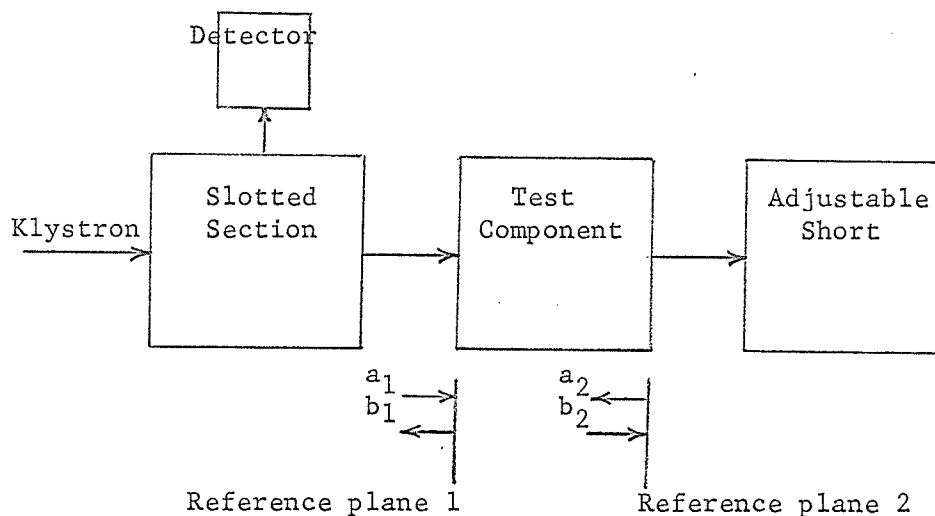 Detector
Klystron
Slotted
Section
Test
Component
Adjustable
Short
a1
b1
a2
b2
Reference plane 1
Reference plane 2